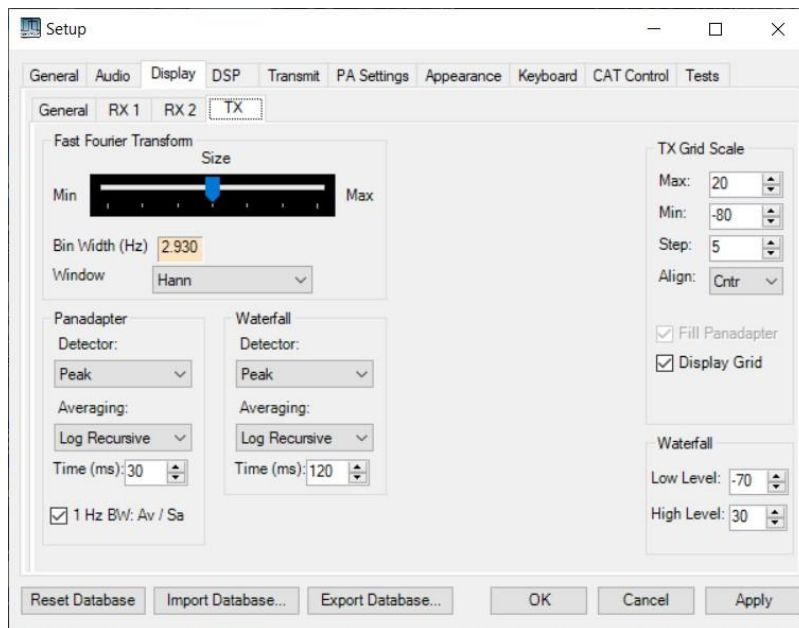 Setup
General Audio Display DSP Transmit PA Settings Appearance Keyboard CAT Control Tests
General RX 1 RX 2 TX
Fast Fourier Transform
Size
Min Max
Bin Width (Hz) 2.930
Window Hann
Panadapter
Detector:
Peak
Averaging:
Log Recursive
Time (ms): 30
1 Hz BW: Av / Sa
Waterfall
Detector:
Peak
Averaging:
Log Recursive
Time (ms): 120
TX Grid Scale
Max: 20
Min: -80
Step: 5
Align: Cntr
Fill Panadapter
Display Grid
Waterfall
Low Level: -70
High Level: 30
Reset Database Import Database... Export Database... OK Cancel Apply